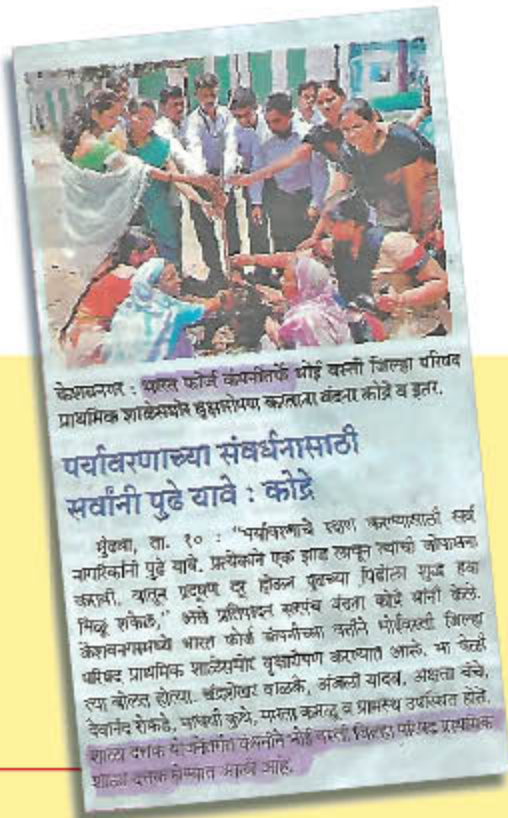 केशवनगर : भारत फोर्ज कंपनीतर्फे भोई वस्ती जिल्हा परिषद
प्राथमिक शाळेसमोर वृक्षारोपण करताना वंदना कोद्रे व इतर.
पर्यावरणाच्या संवर्धनासाठी
सर्वांनी पुढे यावे : कोद्रे
मुंढवा, ता. १० : "पर्यावरणाचे रक्षण करण्यासाठी सर्व
नागरिकांनी पुढे यावे. प्रत्येकाने एक झाड लावून त्याची जोपासना
करावी, यातून प्रदूषण दूर होऊन पुढच्या पिढीला शुद्ध हवा
मिळू शकेल," असे प्रतिपादन सरपंच वंदना कोद्रे यांनी केले.
केशवनगरमध्ये भारत फोर्ज कंपनीच्या वतीने भोईवस्ती जिल्हा
परिषद प्राथमिक शाळेसमोर वृक्षारोपण करण्यात आले. या वेळी
त्या बोलत होत्या. चंद्रशेखर वाळके, अंजली यादव, अक्षता
देवानंद रोकडे, माधवी व ग्रामस्थ उपस्थित होते.
शाळा दत्तक योजनेअंतर्गत कंपनीने भोई वस्ती जिल्हा परिषद प्राथमिक
शाळा दत्तक घेण्यात आली आहे.